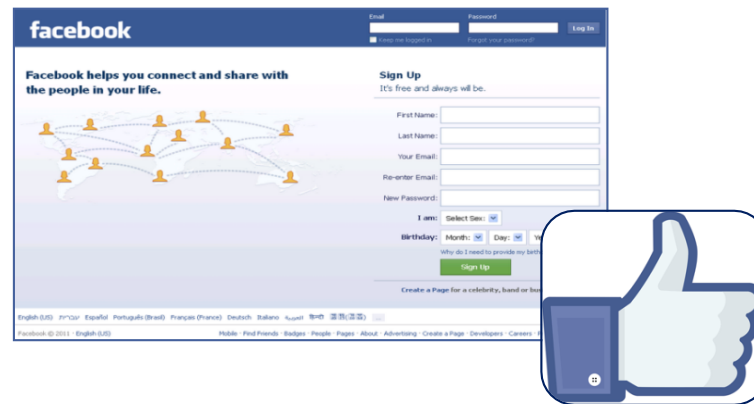 facebook
Email
Password
Log In
Keep me logged in
Forgot your password?
Facebook helps you connect and share with
the people in your life.
Sign Up
It's free and always will be.
First Name:
Last Name:
Your Email:
Re-enter Email:
New Password:
I am: Select Sex:
Birthday: Month: Day:
Why do I need to provide my birth
Sign Up
Create a Page for a celebrity, band or
English (US) עברית Español Português (Brasil) Français (France) Deutsch Italiano العربية हिन्दी ...
Facebook © 2011 · English (US)
Mobile · Find Friends · Badges · People · Pages · About · Advertising · Create a Page · Developers · Careers ·